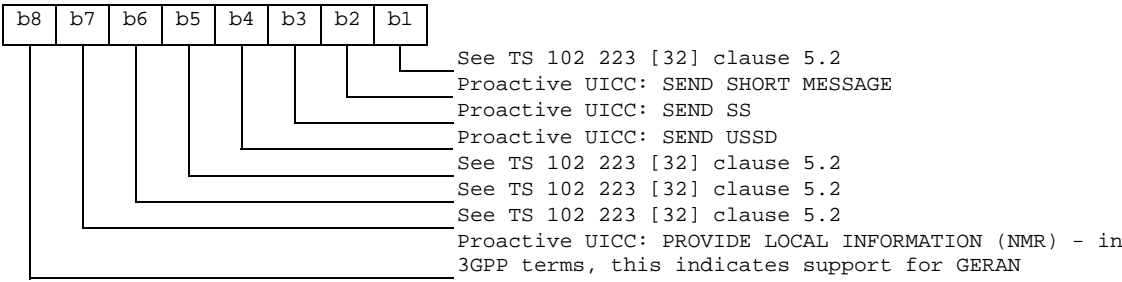 b8 b7 b6 b5 b4 b3 b2 b1
See TS 102 223 [32] clause 5.2
Proactive UICC: SEND SHORT MESSAGE
Proactive UICC: SEND SS
Proactive UICC: SEND USSD
See TS 102 223 [32] clause 5.2
See TS 102 223 [32] clause 5.2
See TS 102 223 [32] clause 5.2
Proactive UICC: PROVIDE LOCAL INFORMATION (NMR) - in
3GPP terms, this indicates support for GERAN